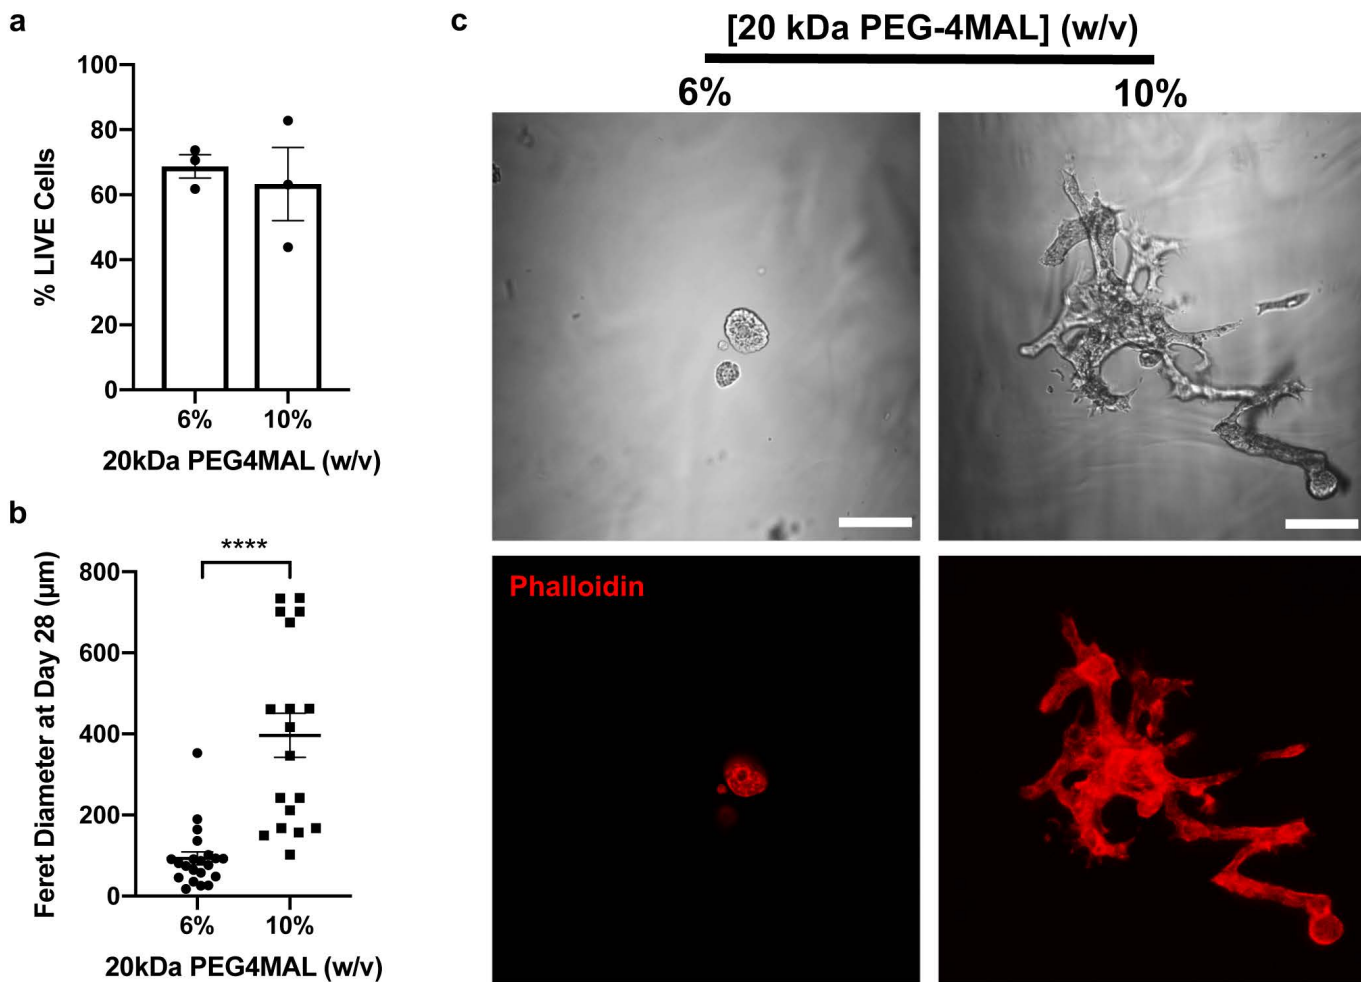 a
100
80
60
40
20
0
% LIVE Cells
6% 10%
20kDa PEG4MAL (w/v)
b
****
800
600
400
200
0
Feret Diameter at Day 28 (µm)
6% 10%
20kDa PEG4MAL (w/v)
c
[20 kDa PEG-4MAL] (w/v)
6% 10%
Phalloidin